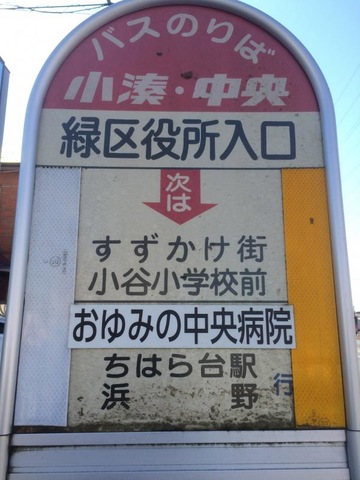 バスのりば
小湊・中央
緑区役所入口
次は
すずかけ街
小谷小学校前
おゆみの中央病院
ちはら台駅
浜野 行